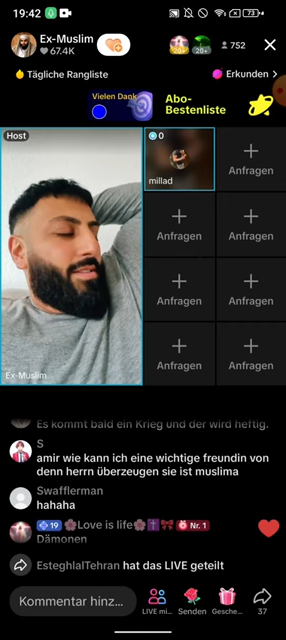 19:42
73
Ex-Muslim
67.4K
20
20
752
Tägliche Rangliste
Erkunden >
Vielen Dank
Abo-
Bestenliste
Host
0
millad
Ex-Muslim
Anfragen
Anfragen
Anfragen
Anfragen
Anfragen
Anfragen
Anfragen
Es kommt bald ein Krieg und der wird heftig.
S
amir wie kann ich eine wichtige freundin von
denn herrn überzeugen sie ist muslima
Swafflerman
hahaha
19 🌸Love is life🌸✝️🎀 Nr. 1
Dämonen
EsteghlalTehran hat das LIVE geteilt
Kommentar hinz...
LIVE mi...
Senden
Gesche...
37